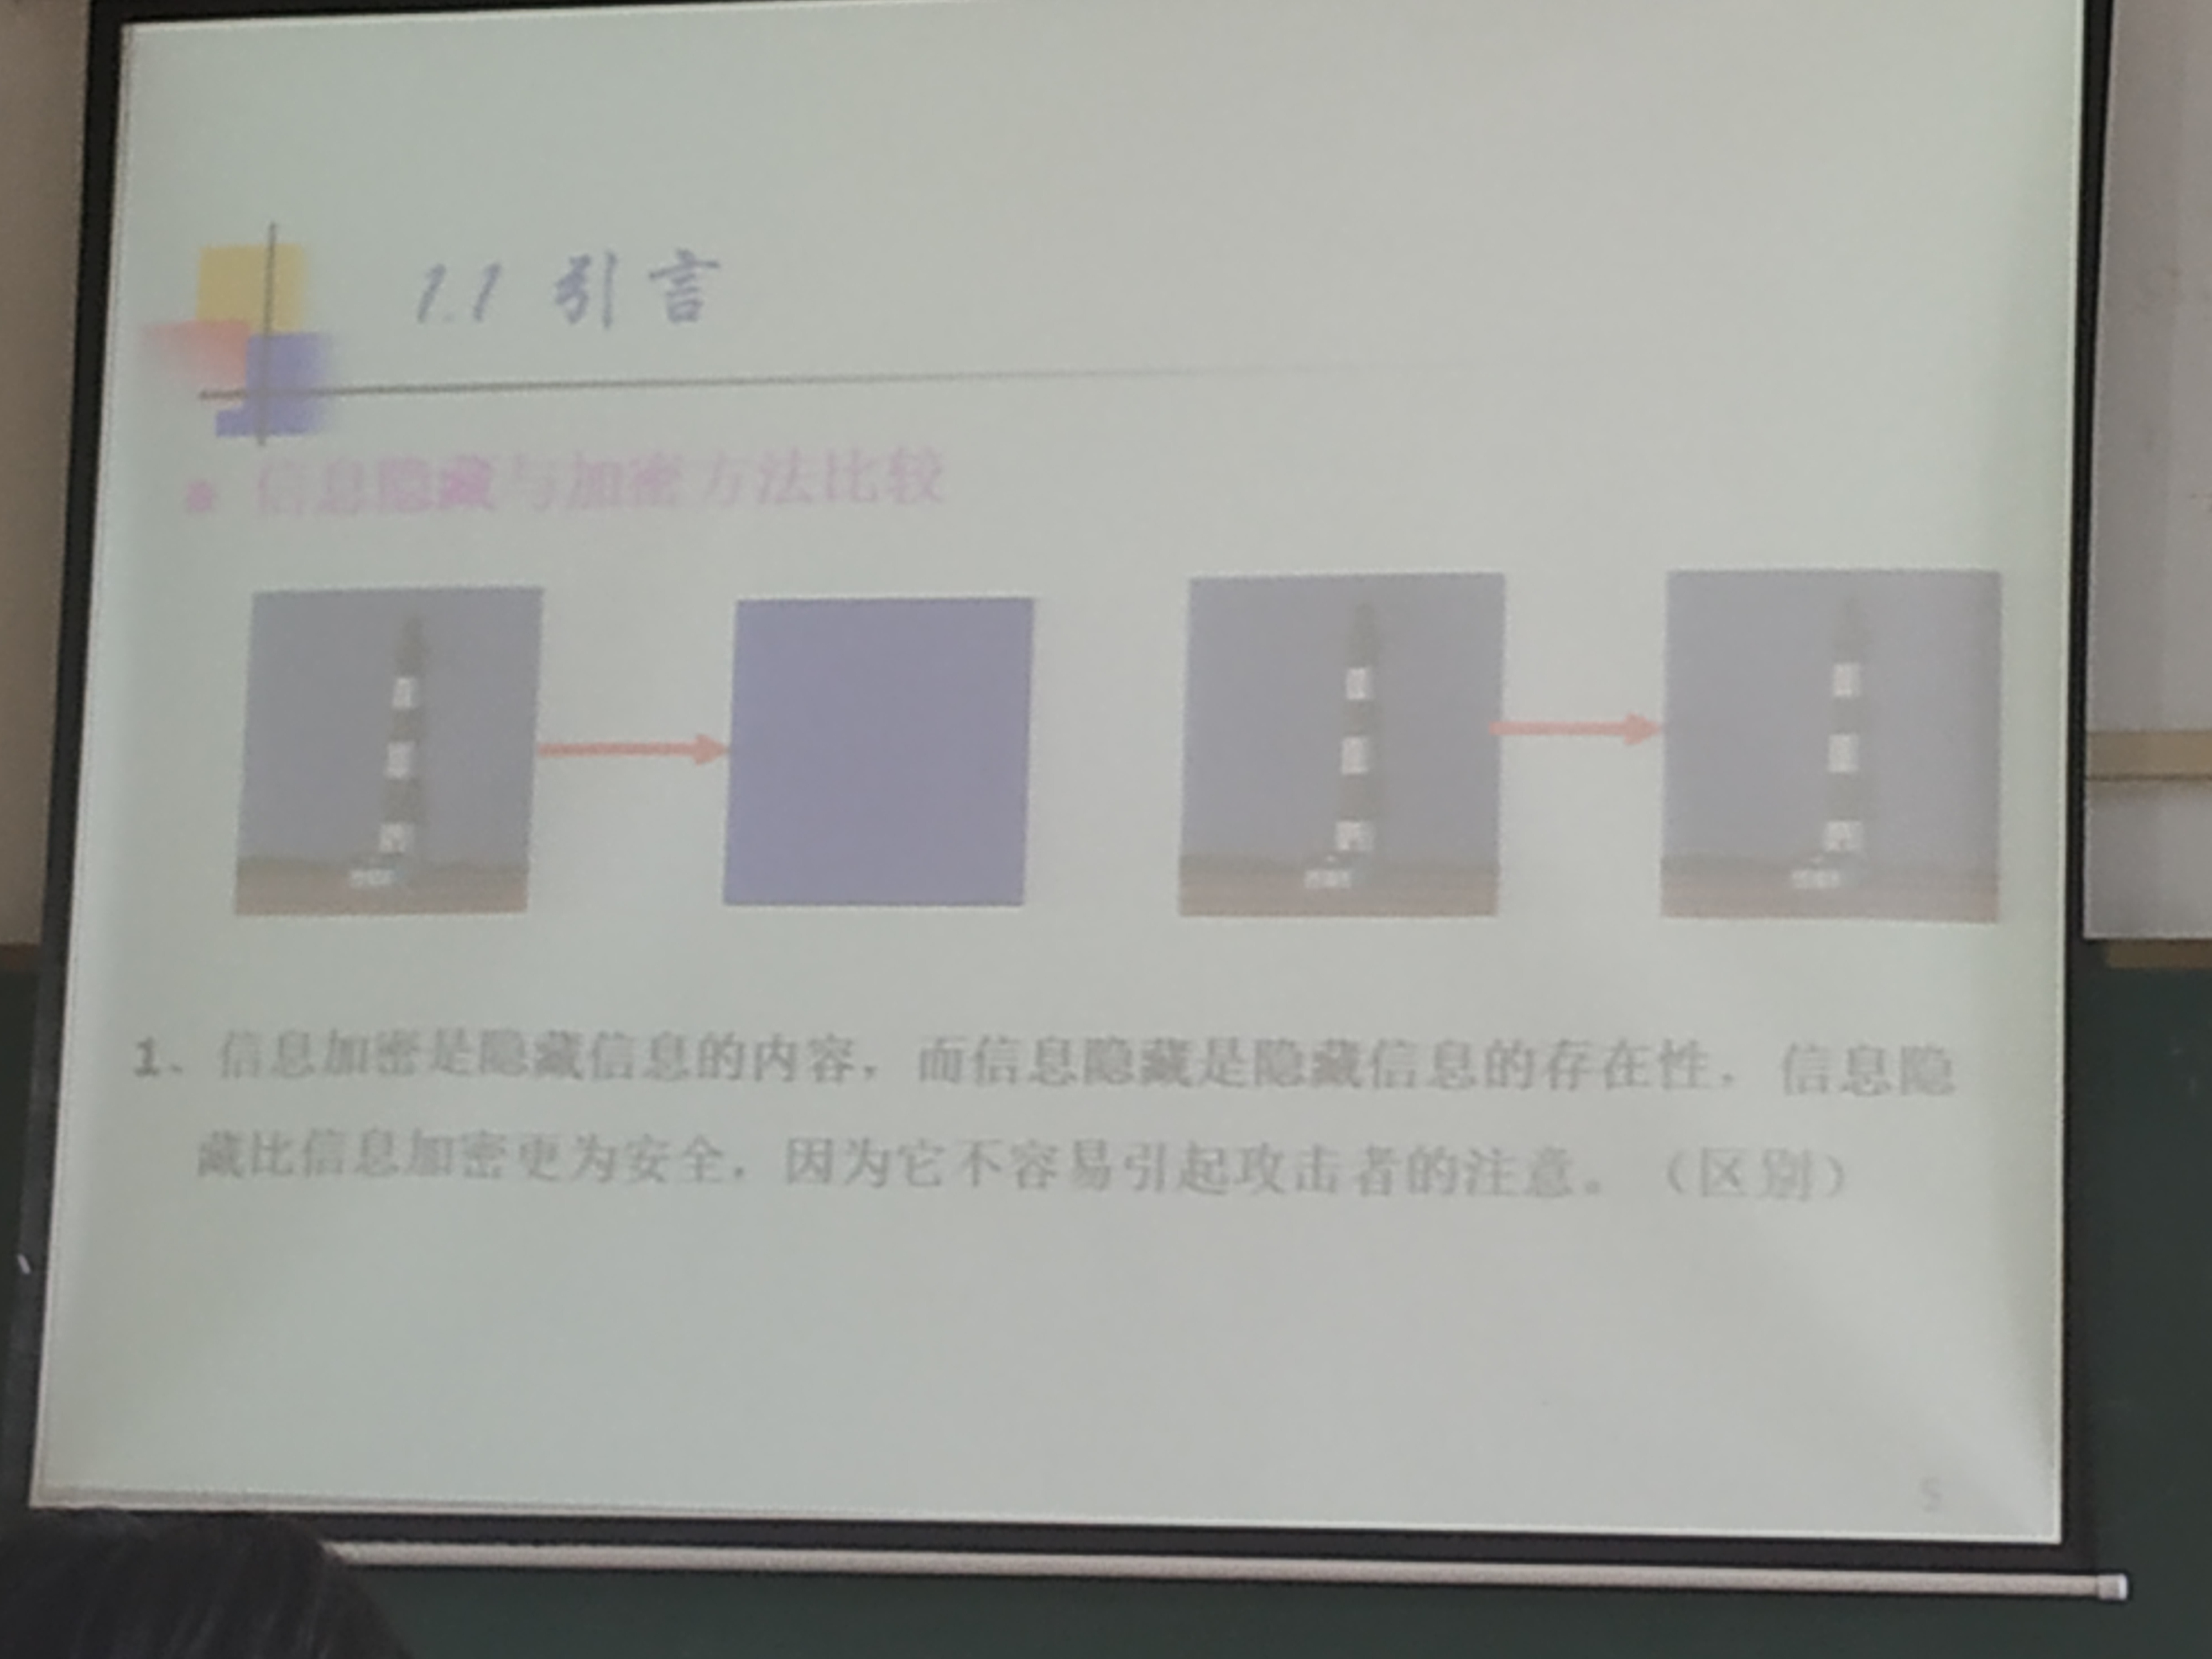 1.1 引言
信息隐藏与加密方法比较
1、信息加密是隐藏信息的内容，而信息隐藏是隐藏信息的存在性，信息隐
藏比信息加密更为安全，因为它不容易引起攻击者的注意。（区别）
5